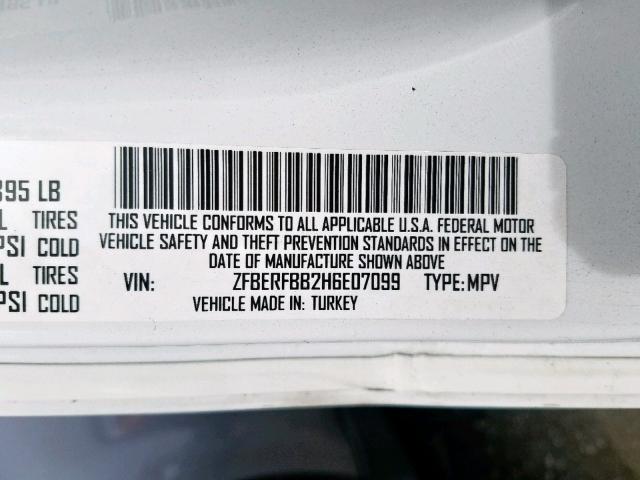 395 LB
TIRES
PSI COLD
TIRES
PSI COLD
THIS VEHICLE CONFORMS TO ALL APPLICABLE U.S.A. FEDERAL MOTOR
VEHICLE SAFETY AND THEFT PREVENTION STANDARDS IN EFFECT ON THE
DATE OF MANUFACTURE SHOWN ABOVE
VIN: ZFBERFBB2H6E07099 TYPE: MPV
VEHICLE MADE IN: TURKEY